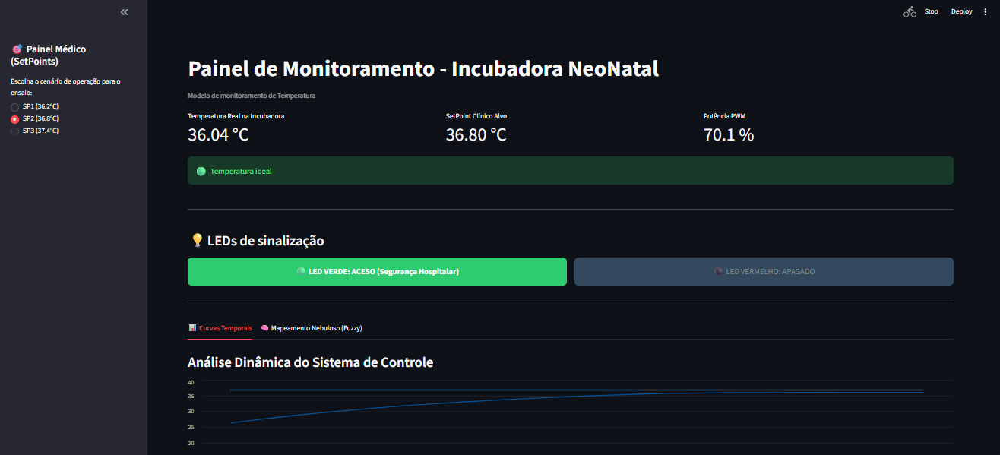 Stop
Deploy
Painel Médico
(SetPoints)
Escolha o cenário de operação para o
ensaio:
SP1 (36.2°C)
SP2 (36.8°C)
SP3 (37.4°C)
Painel de Monitoramento - Incubadora NeoNatal
Modelo de monitoramento de Temperatura
Temperatura Real na Incubadora
36.04 °C
SetPoint Clínico Alvo
36.80 °C
Potência PWM
70.1 %
Temperatura ideal
LEDs de sinalização
LED VERDE: ACESO (Segurança Hospitalar)
LED VERMELHO: APAGADO
Curvas Temporais
Mapeamento Nebuloso (Fuzzy)
Análise Dinâmica do Sistema de Controle
40
35
30
25
20